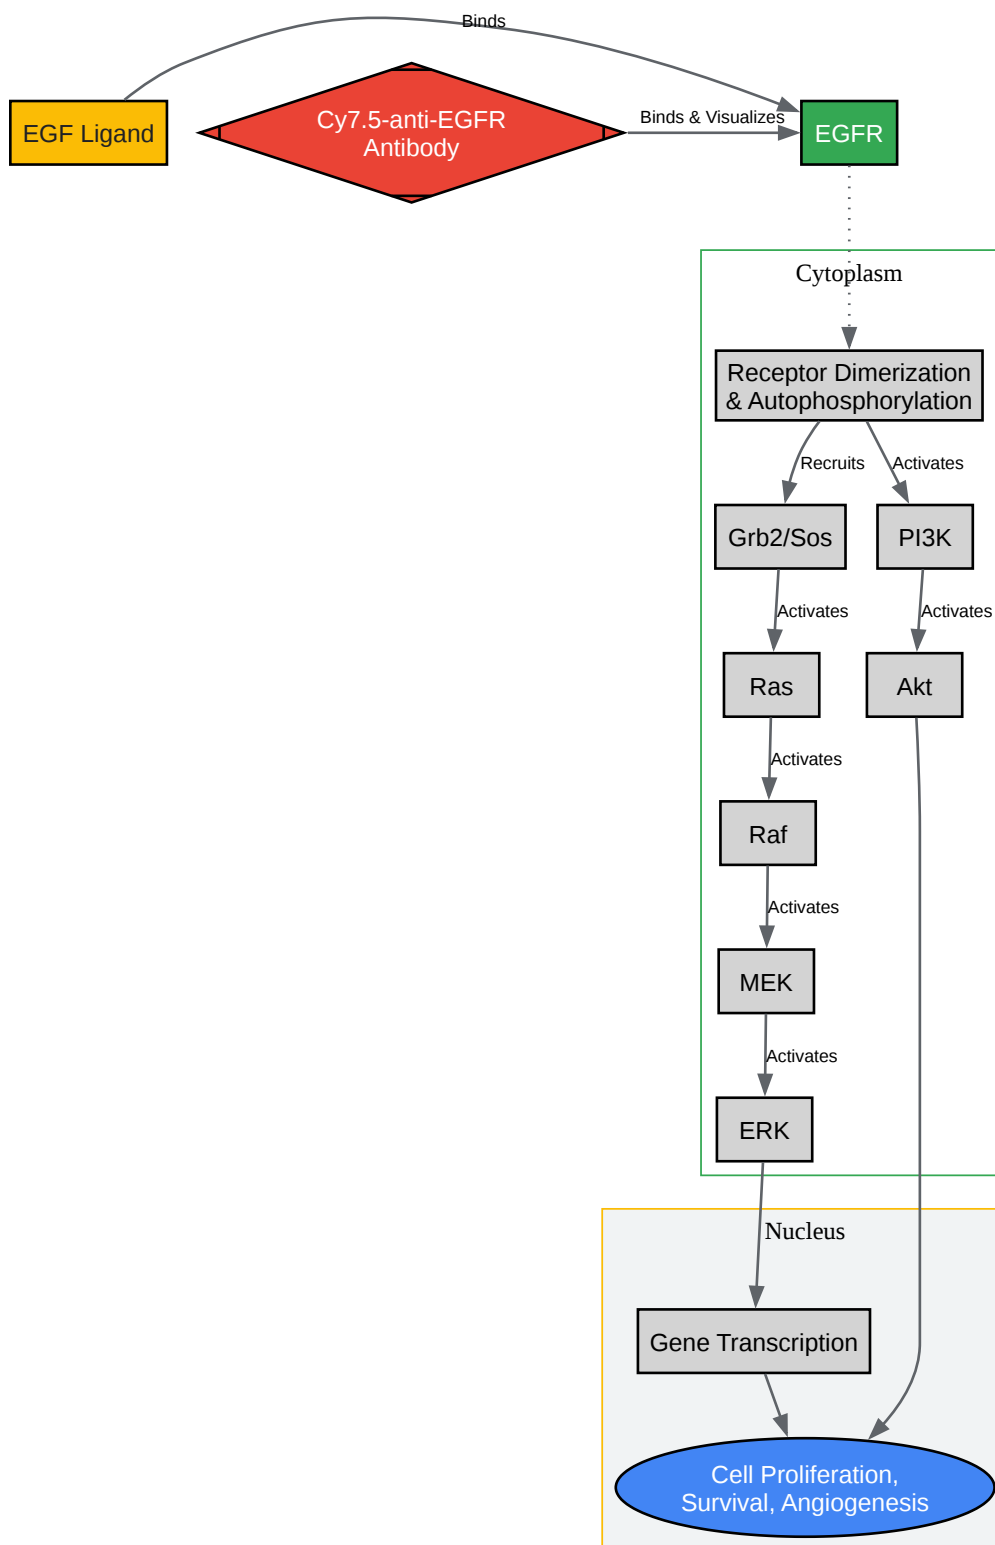 Binds
EGF Ligand
Cy7.5-anti-EGFR
Antibody
Binds & Visualizes
EGFR
Cytoplasm
Receptor Dimerization
& Autophosphorylation
Recruits
Activates
Grb2/Sos
PI3K
Activates
Activates
Ras
Akt
Activates
Raf
Activates
MEK
Activates
ERK
Nucleus
Gene Transcription
Cell Proliferation,
Survival, Angiogenesis